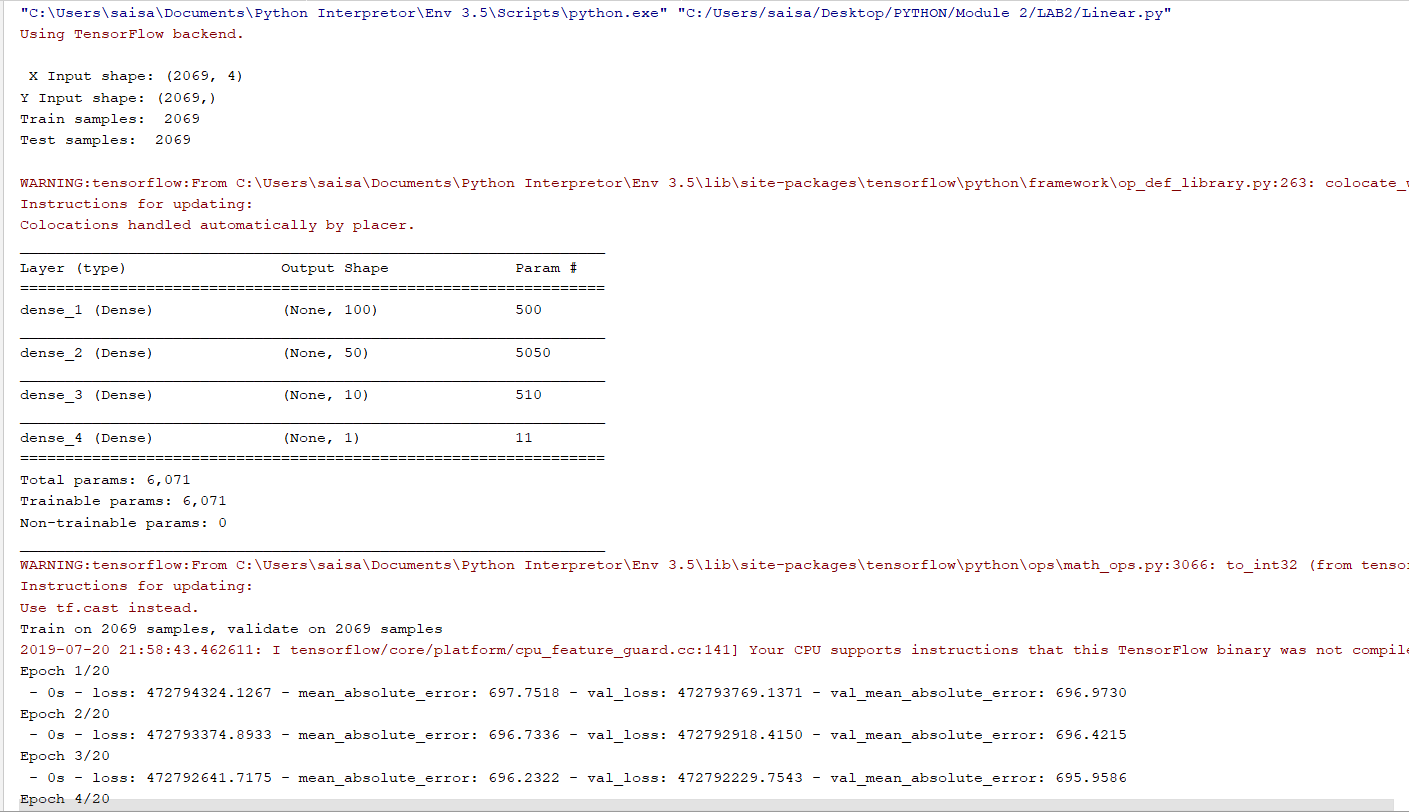 "C:\Users\saisa\Documents\Python Interpretor\Env 3.5\Scripts\python.exe" "C:/Users/saisa/Desktop/PYTHON/Module 2/LAB2/Linear.py"
Using TensorFlow backend.
X Input shape: (2069, 4)
Y Input shape: (2069,)
Train samples:  2069
Test samples:  2069
WARNING:tensorflow:From C:\Users\saisa\Documents\Python Interpretor\Env 3.5\lib\site-packages\tensorflow\python\framework\op_def_library.py:263: colocate_
Instructions for updating:
Colocations handled automatically by placer.
Layer (type) Output Shape Param #
dense_1 (Dense) (None, 100) 500
dense_2 (Dense) (None, 50) 5050
dense_3 (Dense) (None, 10) 510
dense_4 (Dense) (None, 1) 11
Total params: 6,071
Trainable params: 6,071
Non-trainable params: 0
WARNING:tensorflow:From C:\Users\saisa\Documents\Python Interpretor\Env 3.5\lib\site-packages\tensorflow\python\ops\math_ops.py:3066: to_int32 (from tenso
Instructions for updating:
Use tf.cast instead.
Train on 2069 samples, validate on 2069 samples
2019-07-20 21:58:43.462611: I tensorflow/core/platform/cpu_feature_guard.cc:141] Your CPU supports instructions that this TensorFlow binary was not compile
Epoch 1/20
- 0s - loss: 472794324.1267 - mean_absolute_error: 697.7518 - val_loss: 472793769.1371 - val_mean_absolute_error: 696.9730
Epoch 2/20
- 0s - loss: 472793374.8933 - mean_absolute_error: 696.7336 - val_loss: 472792918.4150 - val_mean_absolute_error: 696.4215
Epoch 3/20
- 0s - loss: 472792641.7175 - mean_absolute_error: 696.2322 - val_loss: 472792229.7543 - val_mean_absolute_error: 695.9586
Epoch 4/20